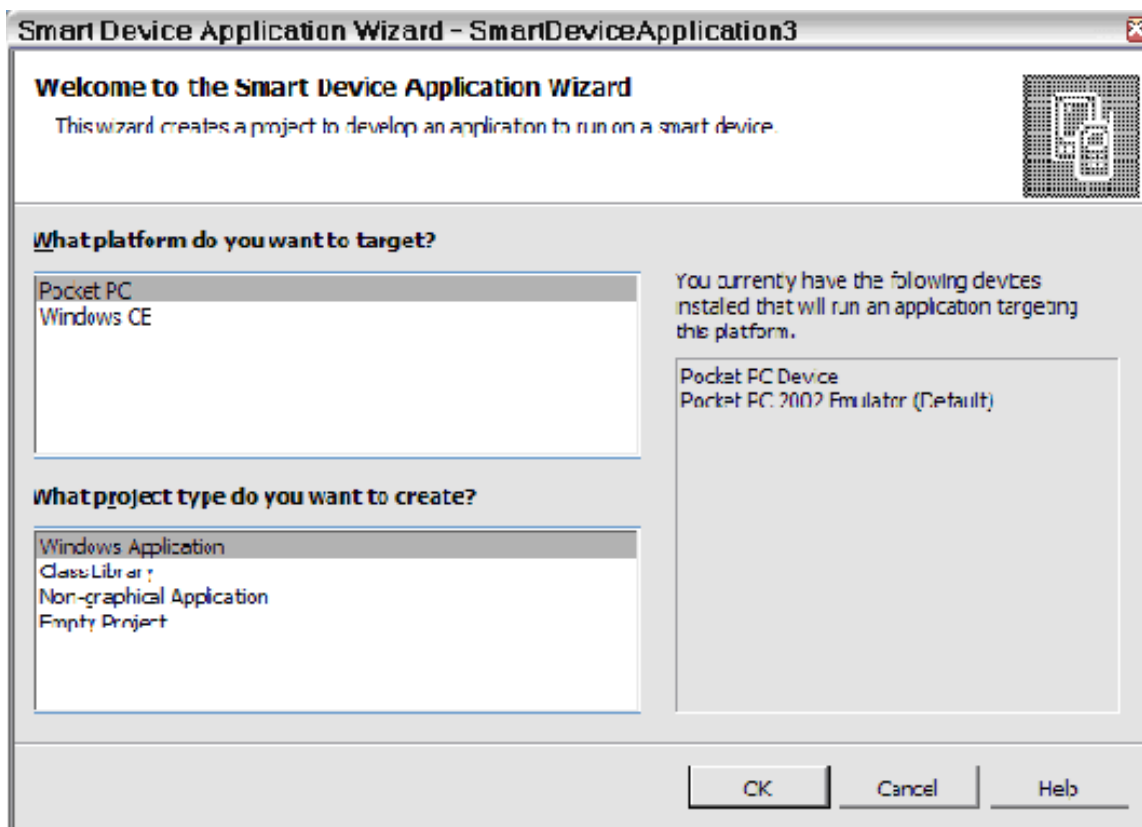 Smart Device Application Wizard - SmartDeviceApplication3
Welcome to the Smart Device Application Wizard
This wizard creates a project to develop an application to run on a smart device.
What platform do you want to target?
Pocket PC
Windows CE
You currently have the following devices
installed that will run an application targeting
this platform.
Pocket PC Device
Pocket PC 2002 Emulator (Default)
What project type do you want to create?
Windows Application
Class Library
Non-graphical Application
Empty Project
OK
Cancel
Help